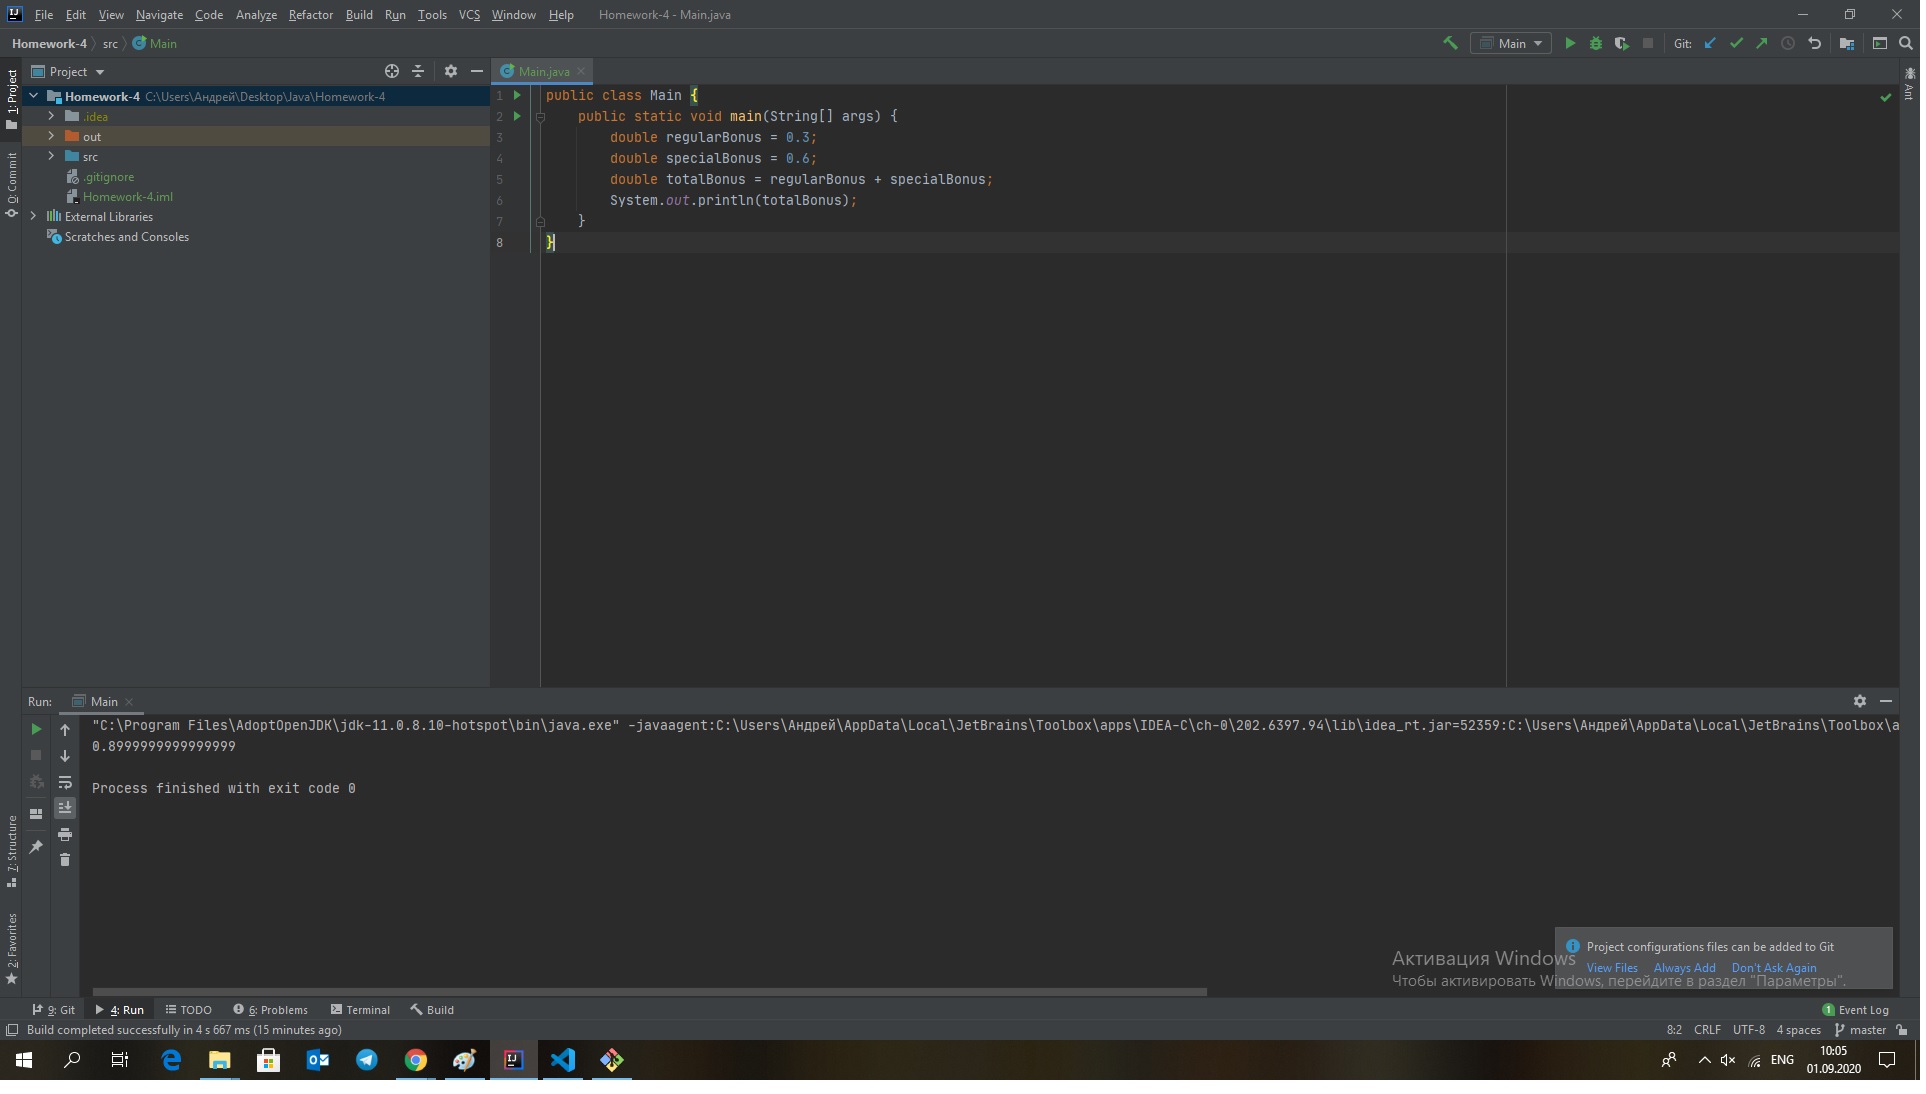 File Edit View Navigate Code Analyze Refactor Build Run Tools VCS Window Help Homework-4 - Main.java
Homework-4 src Main
Main Git:
Project
Main.java
1: Project
0: Commit
7: Structure
2: Favorites
Ant
Homework-4 C:\Users\Андрей\Desktop\Java\Homework-4
.idea
out
src
.gitignore
Homework-4.iml
External Libraries
Scratches and Consoles
1 public class Main {
2 public static void main(String[] args) {
3 double regularBonus = 0.3;
4 double specialBonus = 0.6;
5 double totalBonus = regularBonus + specialBonus;
6 System.out.println(totalBonus);
7 }
8 }
Run: Main
"C:\Program Files\AdoptOpenJDK\jdk-11.0.8.10-hotspot\bin\java.exe" -javaagent:C:\Users\Андрей\AppData\Local\JetBrains\Toolbox\apps\IDEA-C\ch-0\202.6397.94\lib\idea_rt.jar=52359:C:\Users\Андрей\AppData\Local\JetBrains\Toolbox\a
0.8999999999999999
Process finished with exit code 0
Project configurations files can be added to Git
View Files Always Add Don't Ask Again
Активация Windows
Чтобы активировать Windows, перейдите в раздел "Параметры".
9: Git 4: Run TODO 6: Problems Terminal Build 1 Event Log
Build completed successfully in 4 s 667 ms (15 minutes ago) 8:2 CRLF UTF-8 4 spaces master
ENG
10:05
01.09.2020